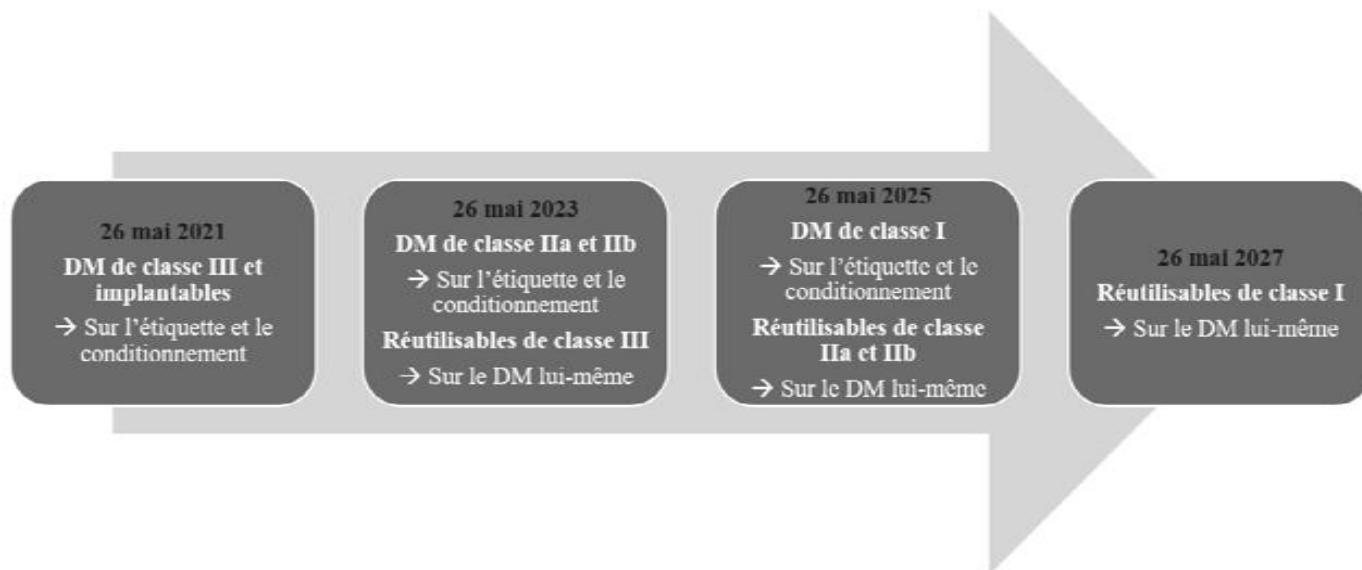 26 mai 2021
DM de classe III et
implantables
→ Sur l'étiquette et le
conditionnement
26 mai 2023
DM de classe IIa et IIb
→ Sur l'étiquette et le
conditionnement
Réutilisables de classe III
→ Sur le DM lui-même
26 mai 2025
DM de classe I
→ Sur l'étiquette et le
conditionnement
Réutilisables de classe
IIa et IIb
→ Sur le DM lui-même
26 mai 2027
Réutilisables de classe I
→ Sur le DM lui-même